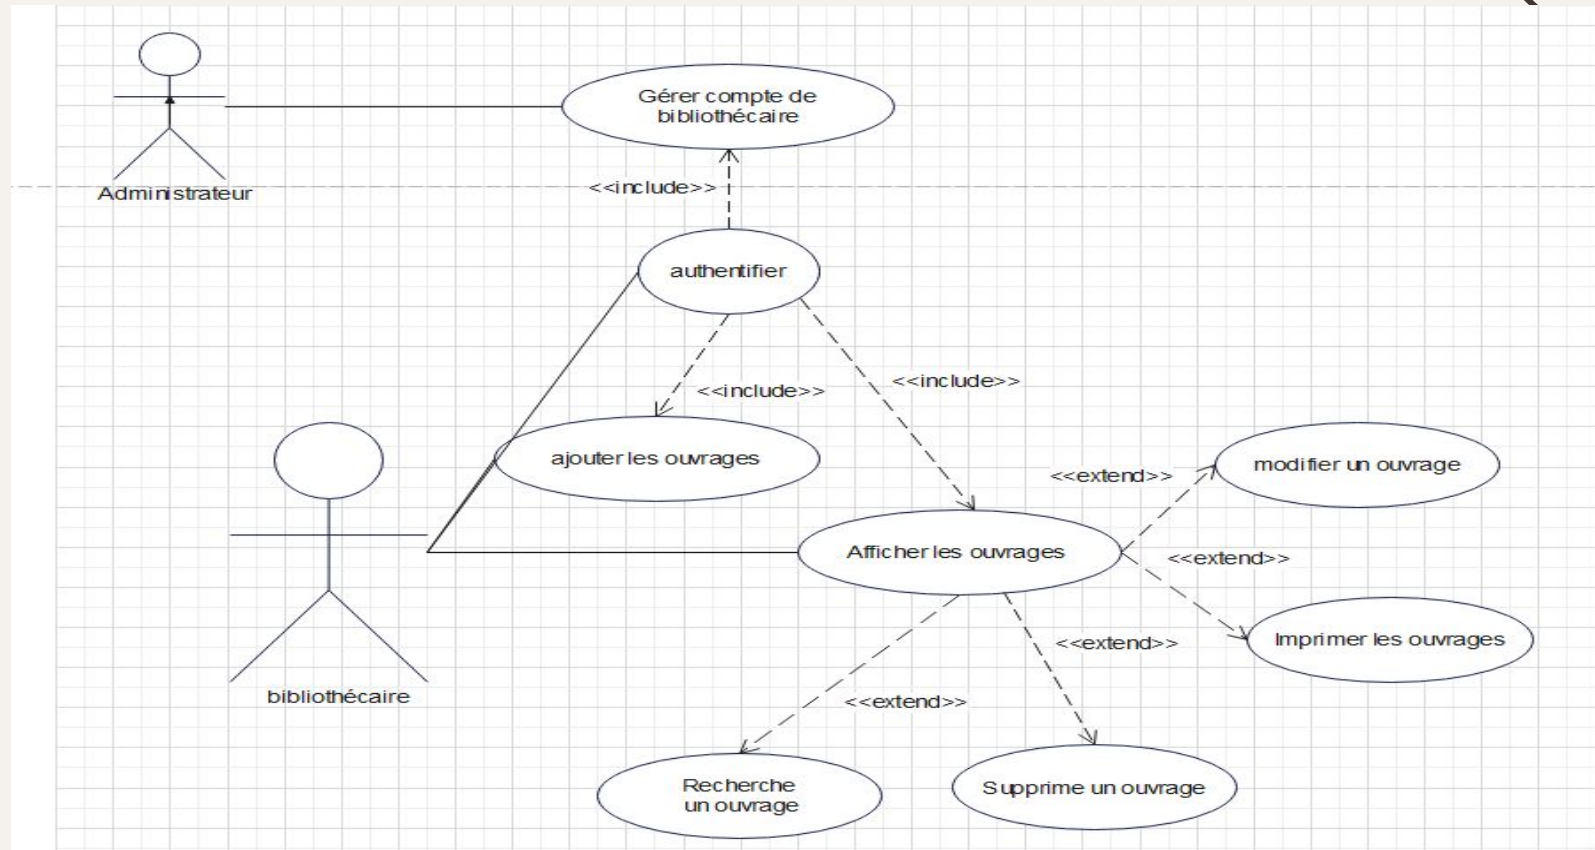 Gérer compte de
bibliothécaire
<<include>>
Administrateur
authentifier
<<include>>
<<include>>
ajouter les ouvrages
<<extend>>
modifier un ouvrage
Afficher les ouvrages
<<extend>>
Imprimer les ouvrages
<<extend>>
bibliothécaire
<<extend>>
Recherche
un ouvrage
Supprime un ouvrage